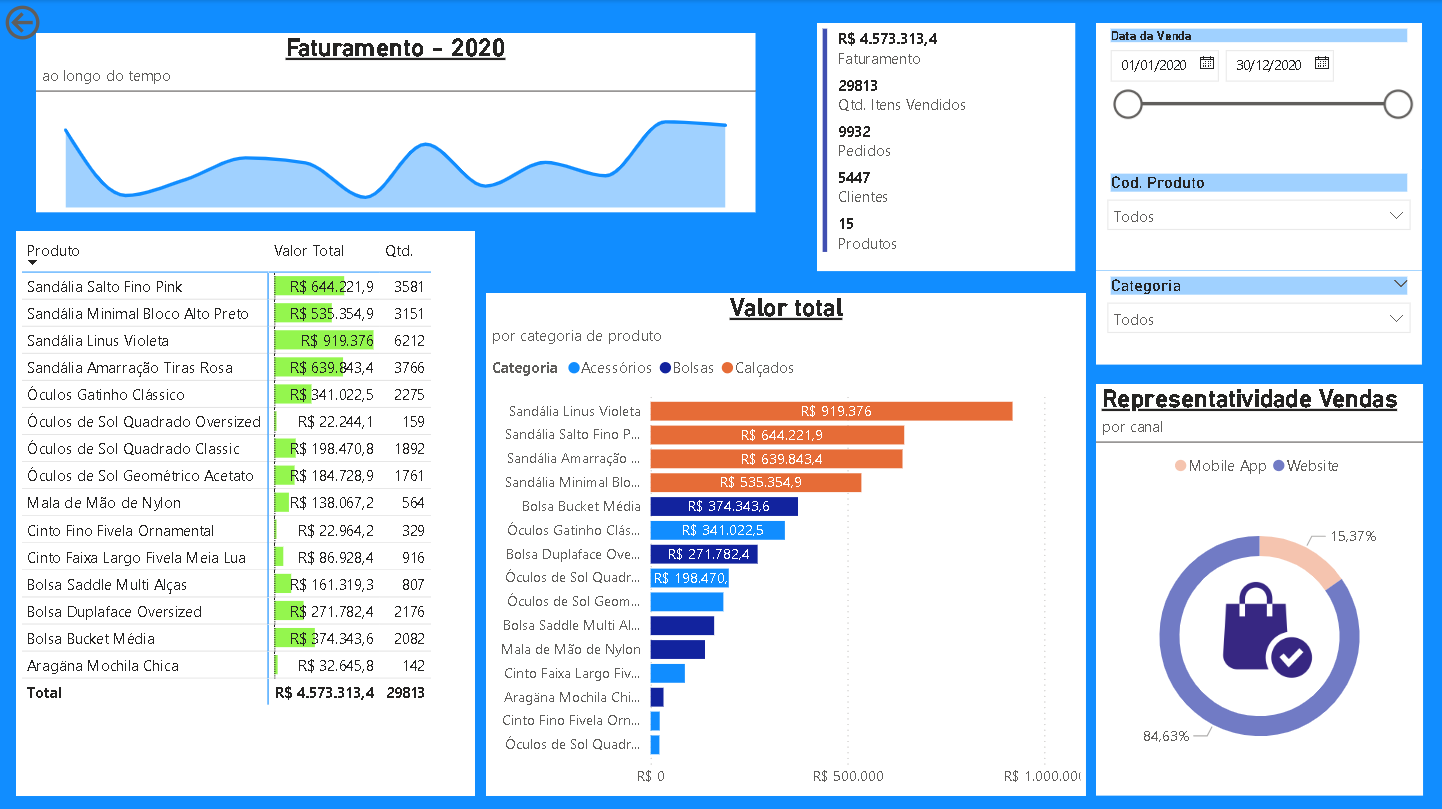 Faturamento - 2020
ao longo do tempo
R$ 4.573.313,4
Faturamento
29813
Qtd. Itens Vendidos
9932
Pedidos
5447
Clientes
15
Produtos
Data da Venda
01/01/2020 30/12/2020
Cod. Produto
Todos
Categoria
Todos
Produto Valor Total Qtd.
Sandália Salto Fino Pink R$ 644.221,9 3581
Sandália Minimal Bloco Alto Preto R$ 535.354,9 3151
Sandália Linus Violeta R$ 919.376 6212
Sandália Amarração Tiras Rosa R$ 639.843,4 3766
Óculos Gatinho Clássico R$ 341.022,5 2275
Óculos de Sol Quadrado Oversized R$ 22.244,1 159
Óculos de Sol Quadrado Classic R$ 198.470,8 1892
Óculos de Sol Geométrico Acetato R$ 184.728,9 1761
Mala de Mão de Nylon R$ 138.067,2 564
Cinto Fino Fivela Ornamental R$ 22.964,2 329
Cinto Faixa Largo Fivela Meia Lua R$ 86.928,4 916
Bolsa Saddle Multi Alças R$ 161.319,3 807
Bolsa Duplaface Oversized R$ 271.782,4 2176
Bolsa Bucket Média R$ 374.343,6 2082
Aragäna Mochila Chica R$ 32.645,8 142
Total R$ 4.573.313,4 29813
Valor total
por categoria de produto
Categoria Acessórios Bolsas Calçados
Sandália Linus Violeta R$ 919.376
Sandália Salto Fino P... R$ 644.221,9
Sandália Amarração ... R$ 639.843,4
Sandália Minimal Blo... R$ 535.354,9
Bolsa Bucket Média R$ 374.343,6
Óculos Gatinho Clás... R$ 341.022,5
Bolsa Duplaface Ove... R$ 271.782,4
Óculos de Sol Quadr... R$ 198.470,
Óculos de Sol Geom...
Bolsa Saddle Multi Al...
Mala de Mão de Nylon
Cinto Faixa Largo Fiv...
Aragäna Mochila Chi...
Cinto Fino Fivela Orn...
Óculos de Sol Quadr...
R$ 0 R$ 500.000 R$ 1.000.000
Representatividade Vendas
por canal
Mobile App Website
15,37%
84,63%